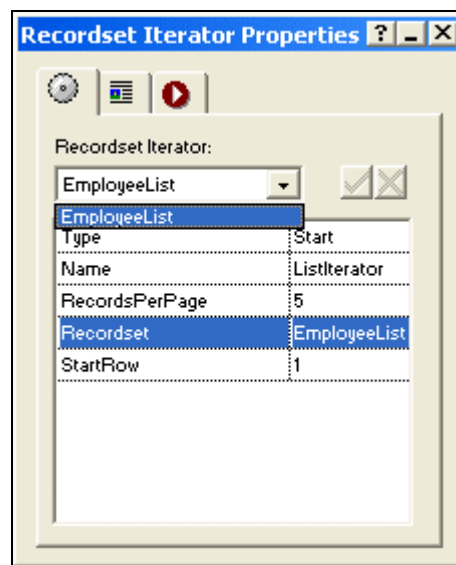 Recordset Iterator Properties ?
Recordset Iterator:
EmployeeList
EmployeeList
Type Start
Name ListIterator
RecordsPerPage 5
Recordset EmployeeList
StartRow 1